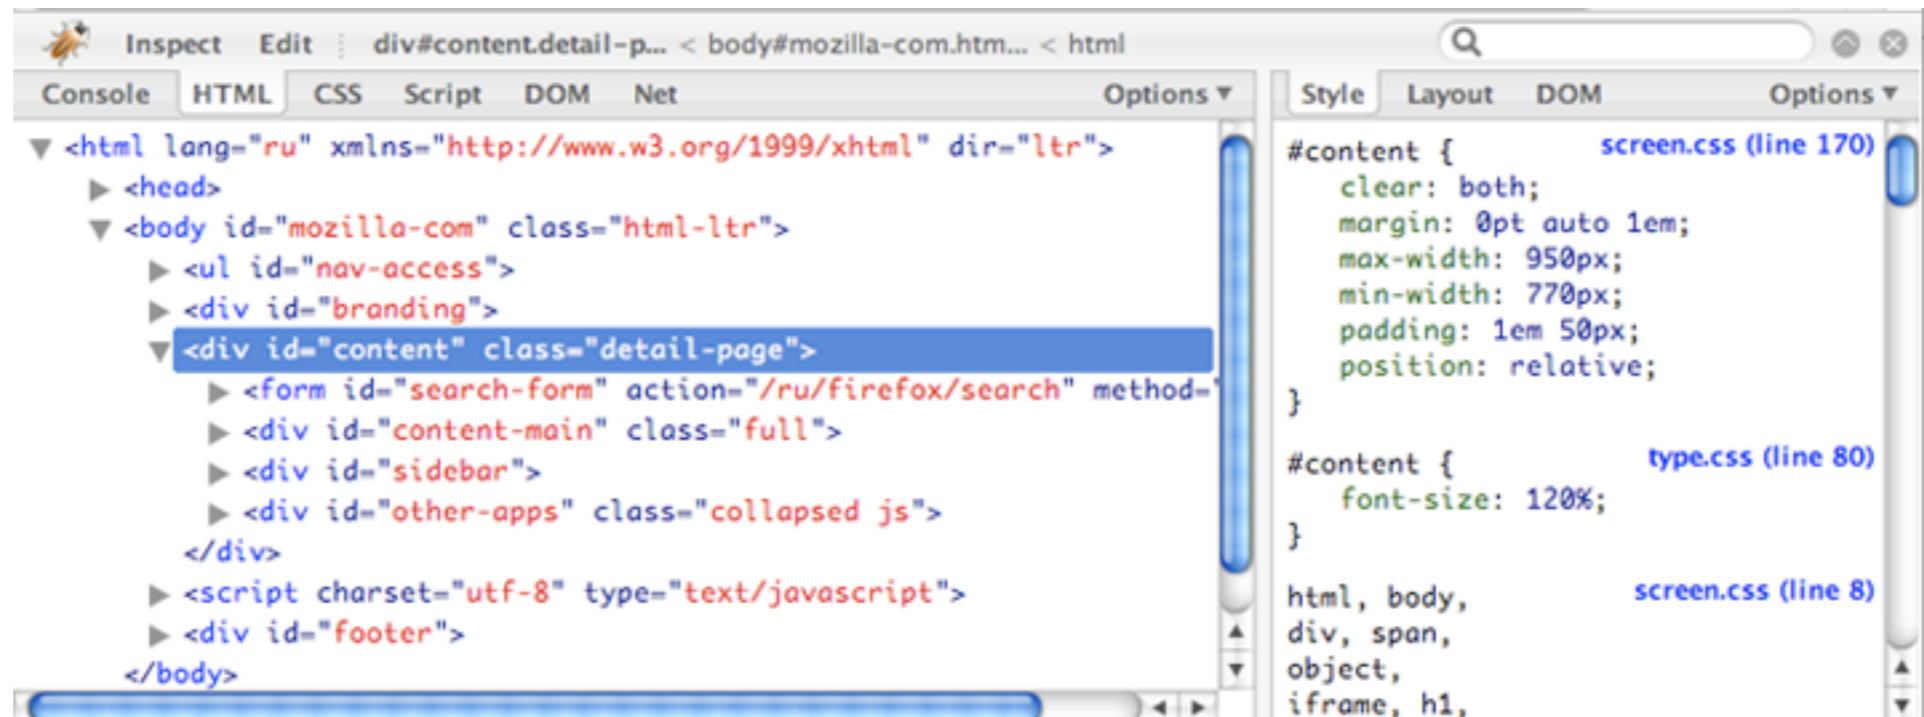 Inspect Edit div#content.detail-p... < body#mozilla-com.htm... < html
Console HTML CSS Script DOM Net Options
<html lang="ru" xmlns="http://www.w3.org/1999/xhtml" dir="ltr">
<head>
<body id="mozilla-com" class="html-ltr">
<ul id="nav-access">
<div id="branding">
<div id="content" class="detail-page">
<form id="search-form" action="/ru/firefox/search" method=
<div id="content-main" class="full">
<div id="sidebar">
<div id="other-apps" class="collapsed js">
</div>
<script charset="utf-8" type="text/javascript">
<div id="footer">
</body>
Style Layout DOM Options
#content { screen.css (line 170)
clear: both;
margin: 0pt auto 1em;
max-width: 950px;
min-width: 770px;
padding: 1em 50px;
position: relative;
}
#content { type.css (line 80)
font-size: 120%;
}
html, body, screen.css (line 8)
div, span,
object,
iframe, h1,